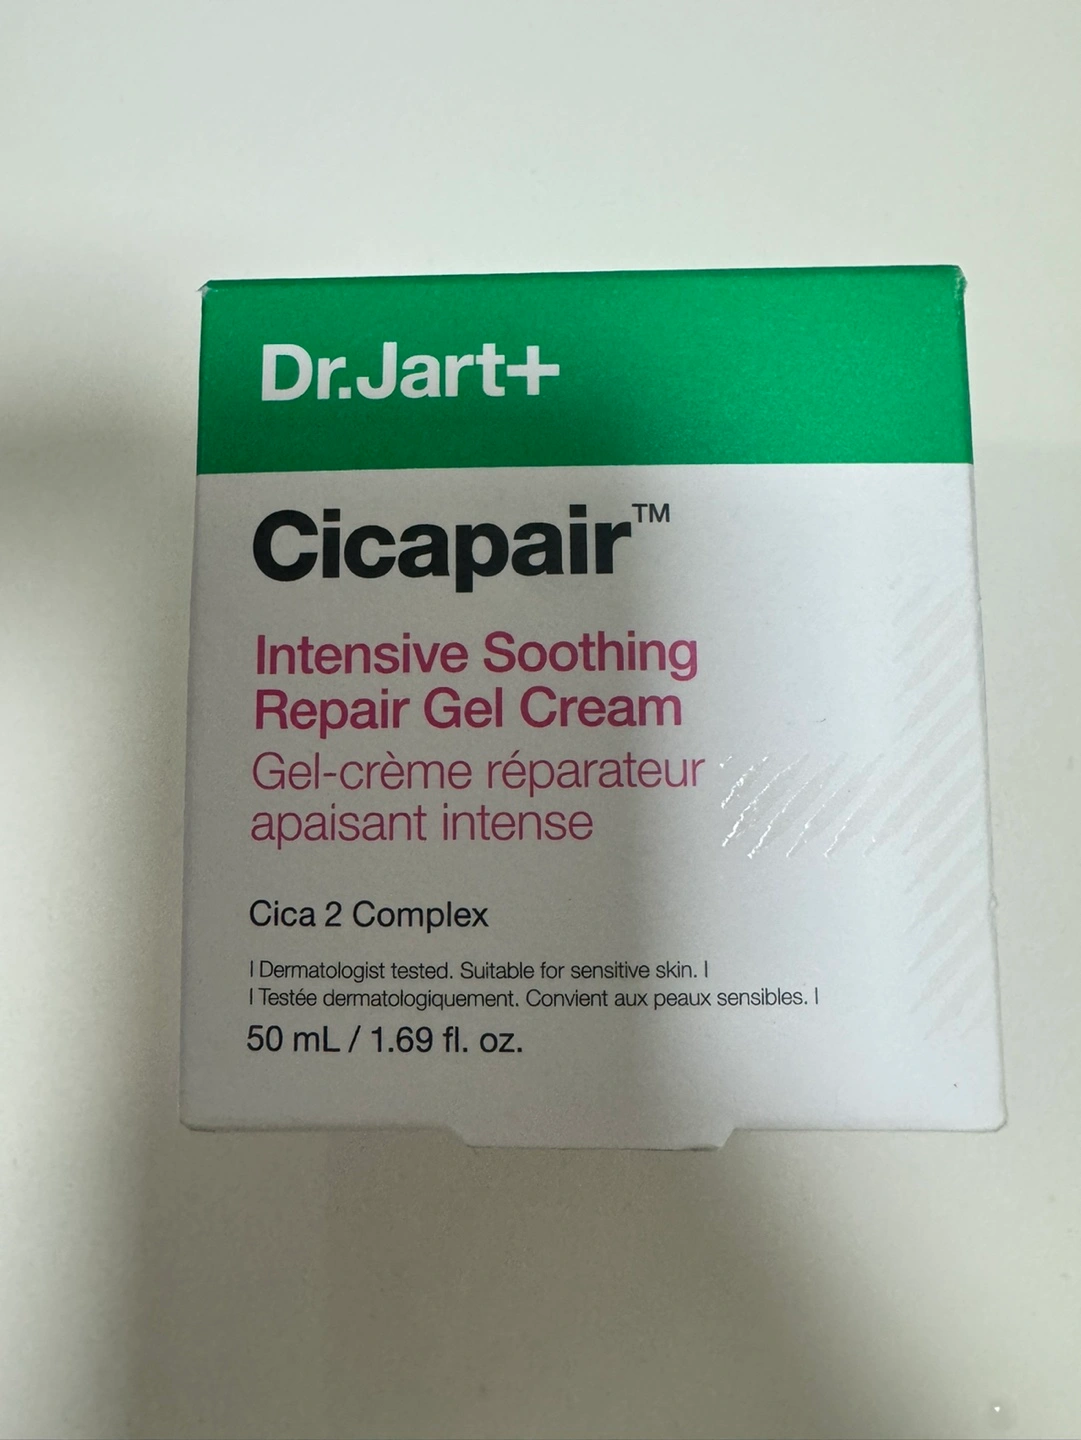 Dr.Jart+
Cicapair™
Intensive Soothing
Repair Gel Cream
Gel-crème réparateur
apaisant intense
Cica 2 Complex
| Dermatologist tested. Suitable for sensitive skin. |
| Testée dermatologiquement. Convient aux peaux sensibles. |
50 mL / 1.69 fl. oz.